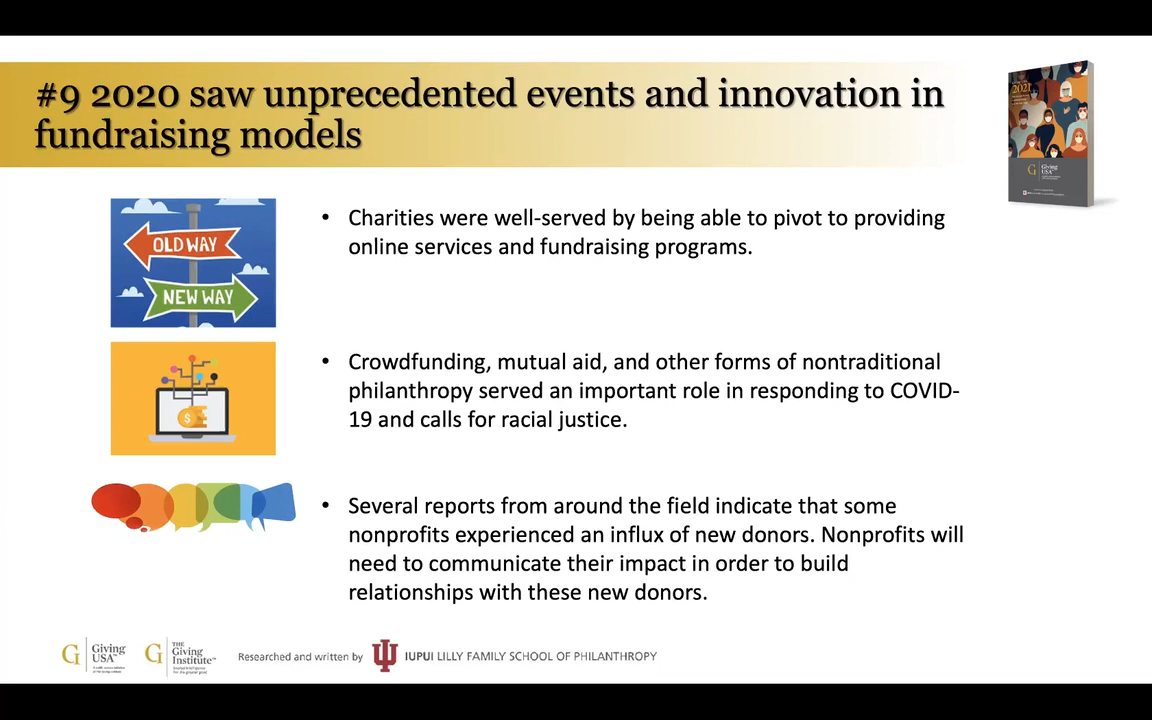 #9 2020 saw unprecedented events and innovation in
fundraising models
2021
G Giving
USA
OLD WAY
NEW WAY
• Charities were well-served by being able to pivot to providing
online services and fundraising programs.
$
• Crowdfunding, mutual aid, and other forms of nontraditional
philanthropy served an important role in responding to COVID-
19 and calls for racial justice.
• Several reports from around the field indicate that some
nonprofits experienced an influx of new donors. Nonprofits will
need to communicate their impact in order to build
relationships with these new donors.
G Giving
USA™
G THE
Giving
Institute™
Researched and written by
IUPUI LILLY FAMILY SCHOOL OF PHILANTHROPY